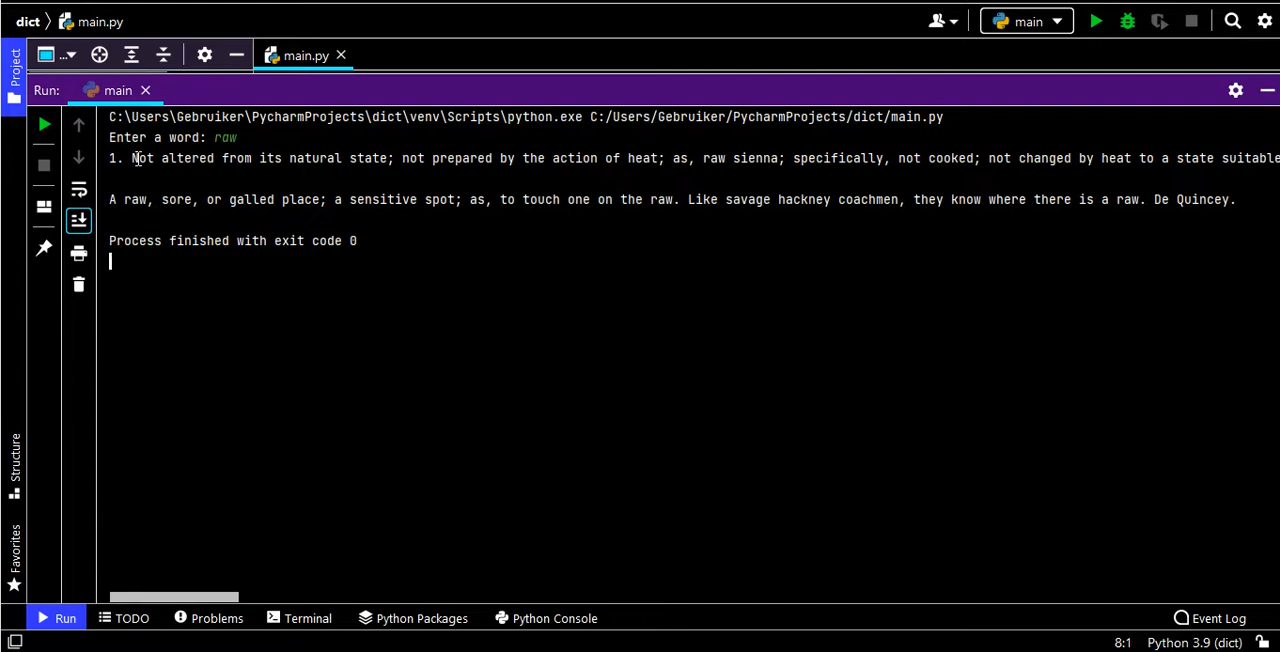 dict main.py
main
Project
... main.py
Run: main
C:\Users\Gebruiker\PycharmProjects\dict\venv\Scripts\python.exe C:/Users/Gebruiker/PycharmProjects/dict/main.py
Enter a word: raw
1. Not altered from its natural state; not prepared by the action of heat; as, raw sienna; specifically, not cooked; not changed by heat to a state suitable
A raw, sore, or galled place; a sensitive spot; as, to touch one on the raw. Like savage hackney coachmen, they know where there is a raw. De Quincey.
Process finished with exit code 0
Structure
Favorites
Run TODO Problems Terminal Python Packages Python Console Event Log
8:1 Python 3.9 (dict)